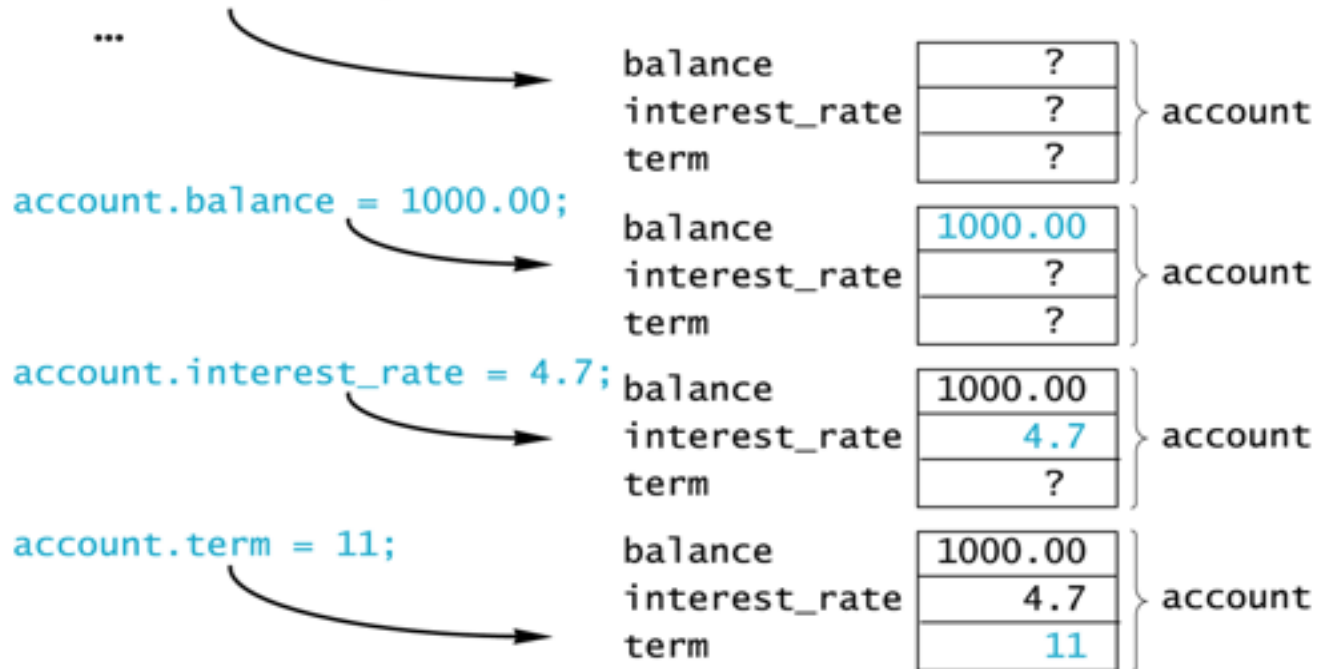 ...
balance ?
interest_rate ? account
term ?
account.balance = 1000.00;
balance 1000.00
interest_rate ? account
term ?
account.interest_rate = 4.7;
balance 1000.00
interest_rate 4.7 account
term ?
account.term = 11;
balance 1000.00
interest_rate 4.7 account
term 11